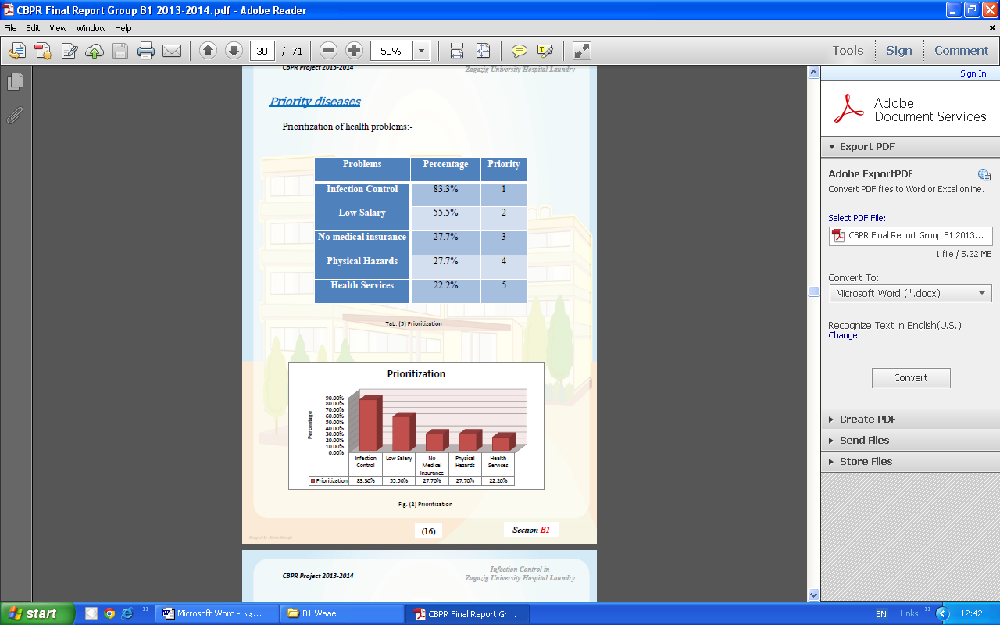 CBPR Final Report Group B1 2013-2014.pdf - Adobe Reader
File Edit View Window Help
30 / 71 50% Tools Sign Comment
Sign In
CBPR Project 2013-2014 Zagazig University Hospital Laundry
Priority diseases
Prioritization of health problems:-
Problems Percentage Priority
Infection Control 83.3% 1
Low Salary 55.5% 2
No medical insurance 27.7% 3
Physical Hazards 27.7% 4
Health Services 22.2% 5
Tab. (5) Prioritization
Prioritization
Percentage
90.00%
80.00%
70.00%
60.00%
50.00%
40.00%
30.00%
20.00%
10.00%
0.00%
Infection Control
Low Salary
No Medical Insurance
Physical Hazards
Health Services
Prioritization 83.30% 55.50% 27.70% 27.70% 22.20%
Fig. (2) Prioritization
(16) Section B1
CBPR Project 2013-2014
Infection Control in
Zagazig University Hospital Laundry
Adobe
Document Services
Export PDF
Adobe ExportPDF
Convert PDF files to Word or Excel online.
Select PDF File:
CBPR Final Report Group B1 2013...
1 file / 5.22 MB
Convert To:
Microsoft Word (*.docx)
Recognize Text in English(U.S.)
Change
Convert
Create PDF
Send Files
Store Files
start Microsoft Word - جد... B1 Waael CBPR Final Report Gr... EN Links 12:42